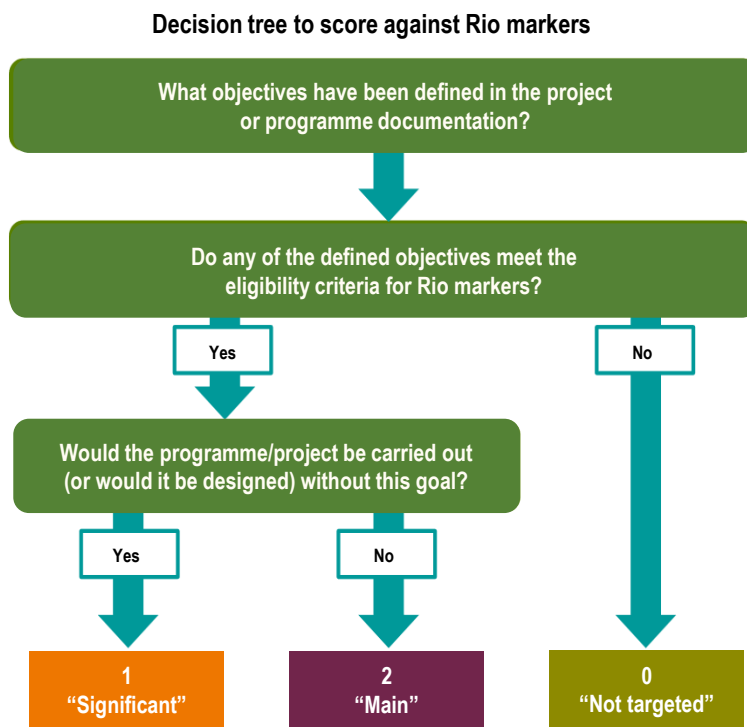 Decision tree to score against Rio markers
What objectives have been defined in the project
or programme documentation?
Do any of the defined objectives meet the
eligibility criteria for Rio markers?
Yes
No
Would the programme/project be carried out
(or would it be designed) without this goal?
Yes
No
1
“Significant”
2
“Main”
0
“Not targeted”